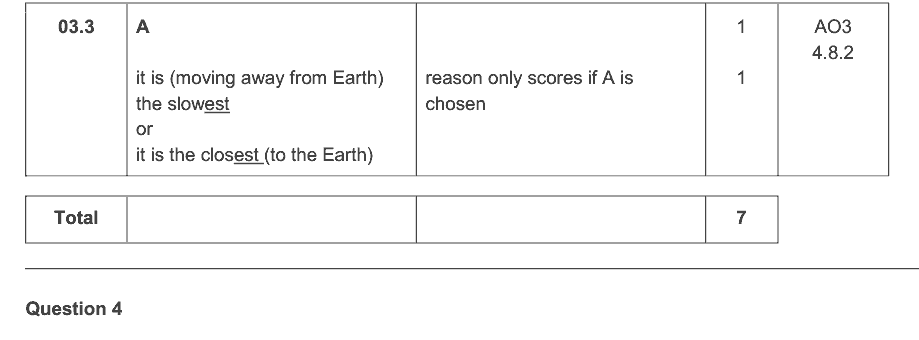 03.3 A 1 AO3
4.8.2
it is (moving away from Earth) reason only scores if A is 1
the slowest chosen
or
it is the closest (to the Earth)
Total 7
Question 4